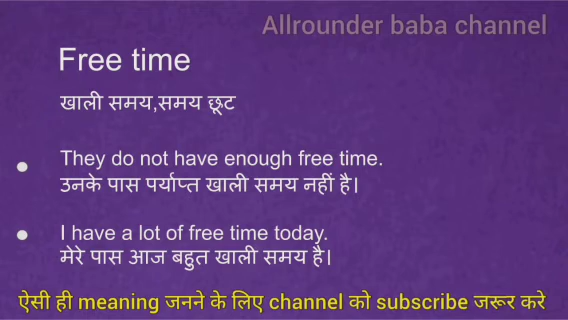 Allrounder baba channel
Free time
खाली समय,समय छूट
They do not have enough free time.
उनके पास पर्याप्त खाली समय नहीं है।
I have a lot of free time today.
मेरे पास आज बहुत खाली समय है।
ऐसी ही meaning जनने के लिए channel को subscribe जरूर करे